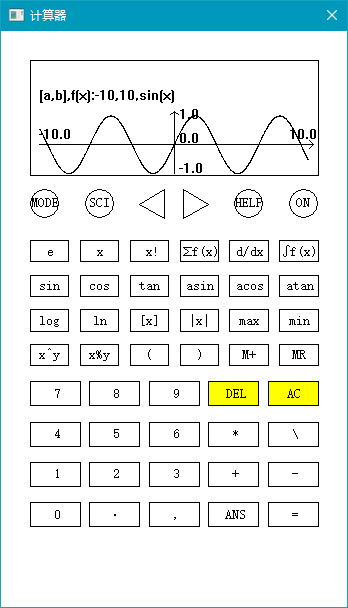 计算器
[a,b],f(x):-10,10,sin(x)
1.0
-10.0 0.0 10.0
-1.0
MODE SCI HELP ON
e x x! Σf(x) d/dx ∫f(x)
sin cos tan asin acos atan
log ln [x] |x| max min
x^y x%y ( ) M+ MR
7 8 9 DEL AC
4 5 6 * \
1 2 3 + -
0 . , ANS =